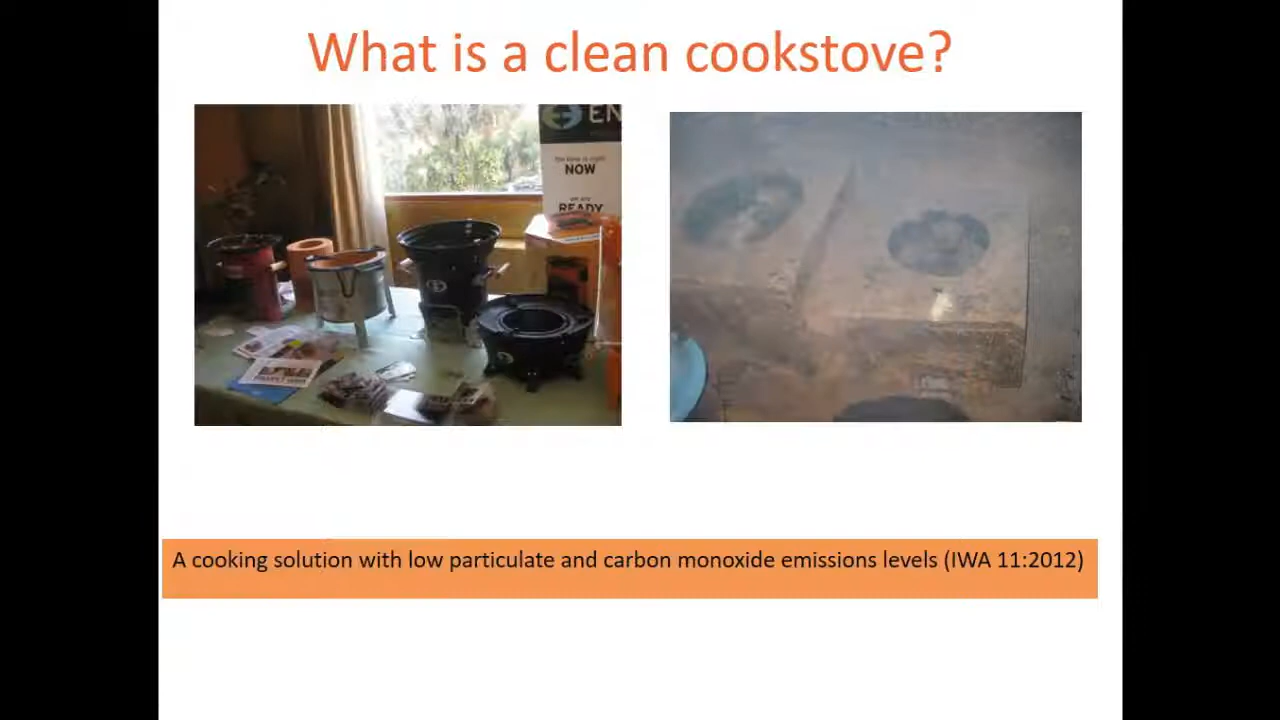 What is a clean cookstove?
EN
NOW
READY
A cooking solution with low particulate and carbon monoxide emissions levels (IWA 11:2012)